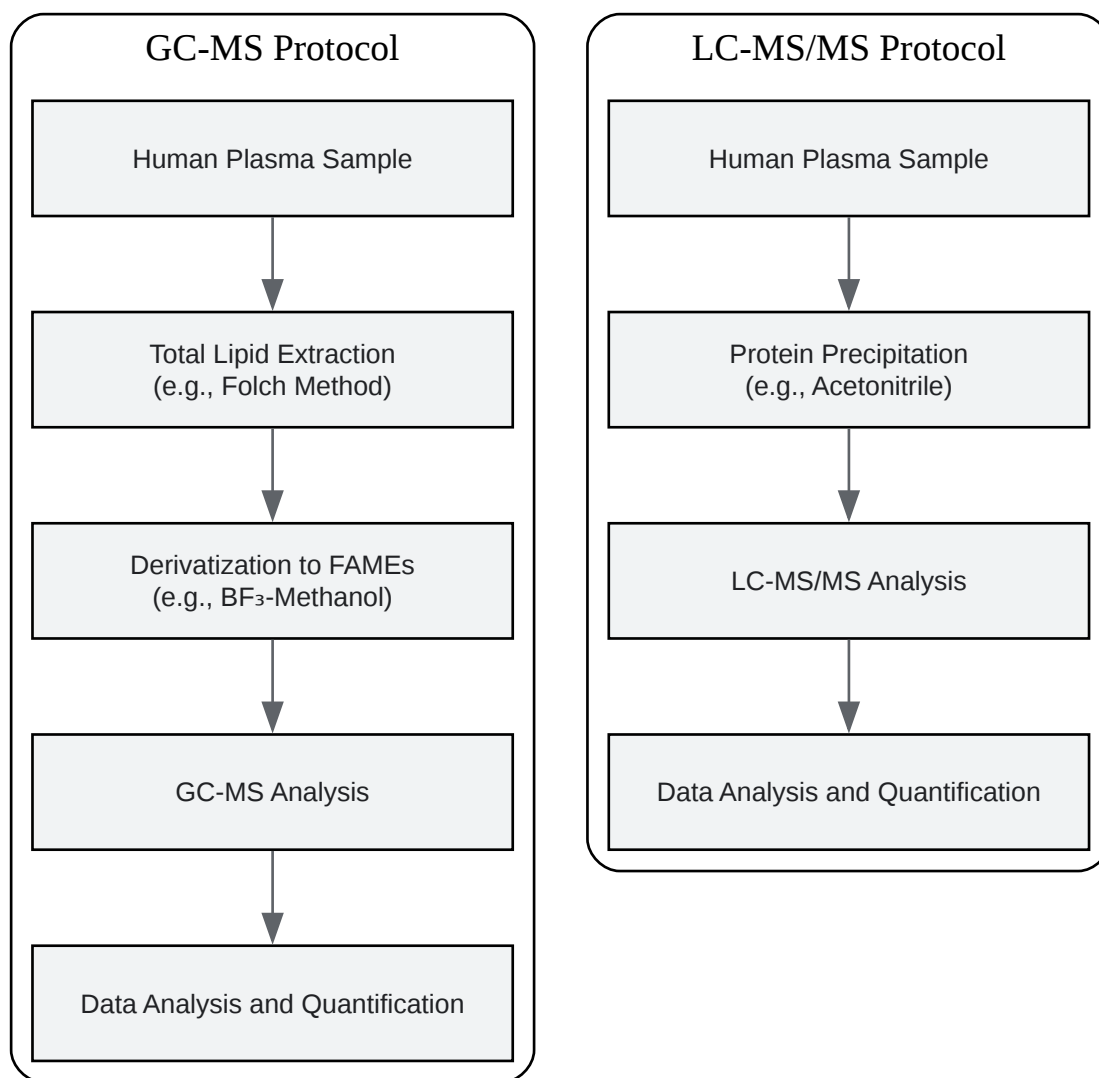 GC-MS Protocol
Human Plasma Sample
Total Lipid Extraction
(e.g., Folch Method)
Derivatization to FAMEs
(e.g., BF₃-Methanol)
GC-MS Analysis
Data Analysis and Quantification
LC-MS/MS Protocol
Human Plasma Sample
Protein Precipitation
(e.g., Acetonitrile)
LC-MS/MS Analysis
Data Analysis and Quantification